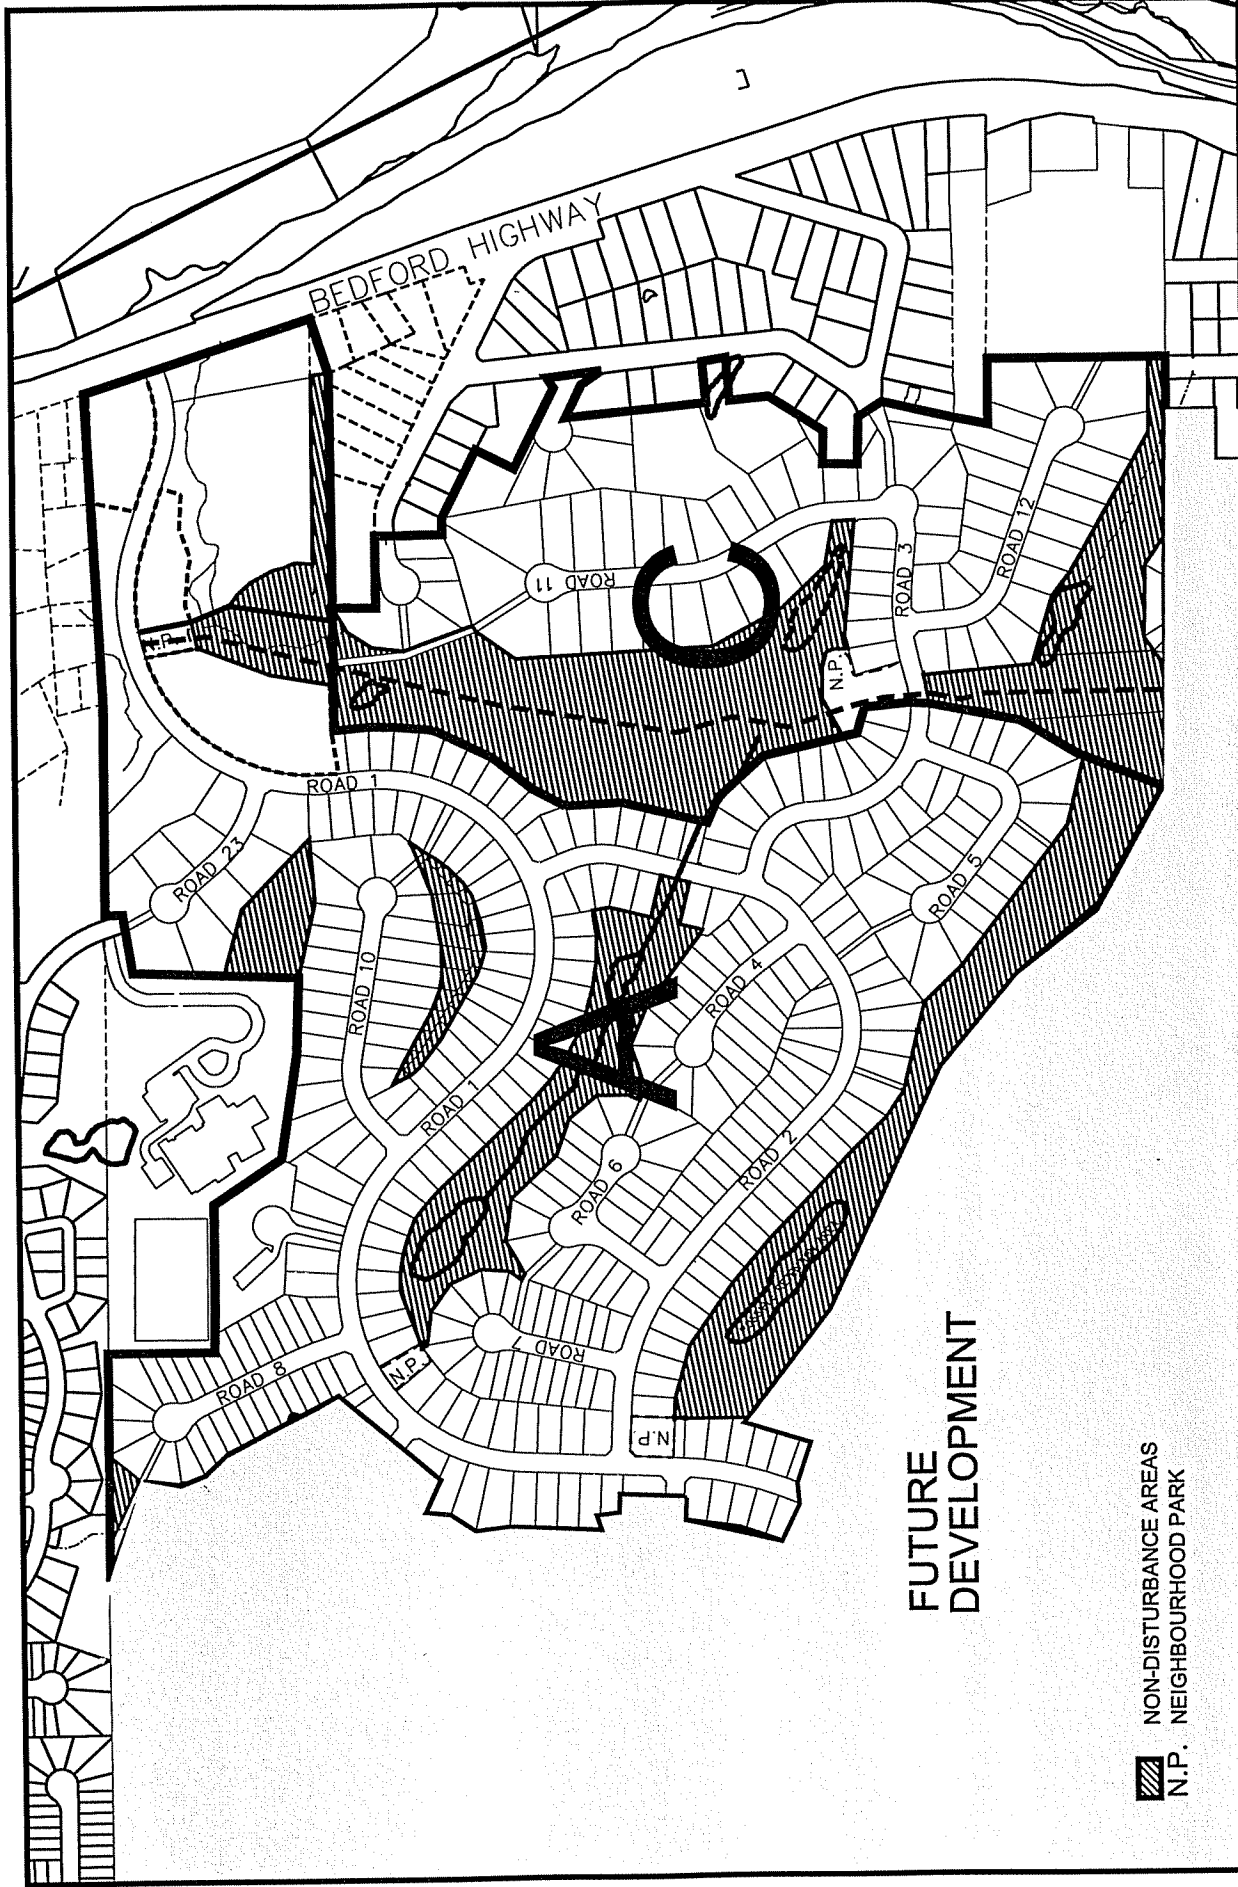 BEDFORD HIGHWAY
N.P.
ROAD 1
ROAD 23
ROAD 11
ROAD 3
ROAD 12
N.P.
ROAD 10
ROAD 5
ROAD 4
C
A
ROAD 1
ROAD 6
ROAD 2
ROAD 7
ROAD 8
N.P.
N.P.
FUTURE
DEVELOPMENT
NON-DISTURBANCE AREAS
N.P. NEIGHBOURHOOD PARK